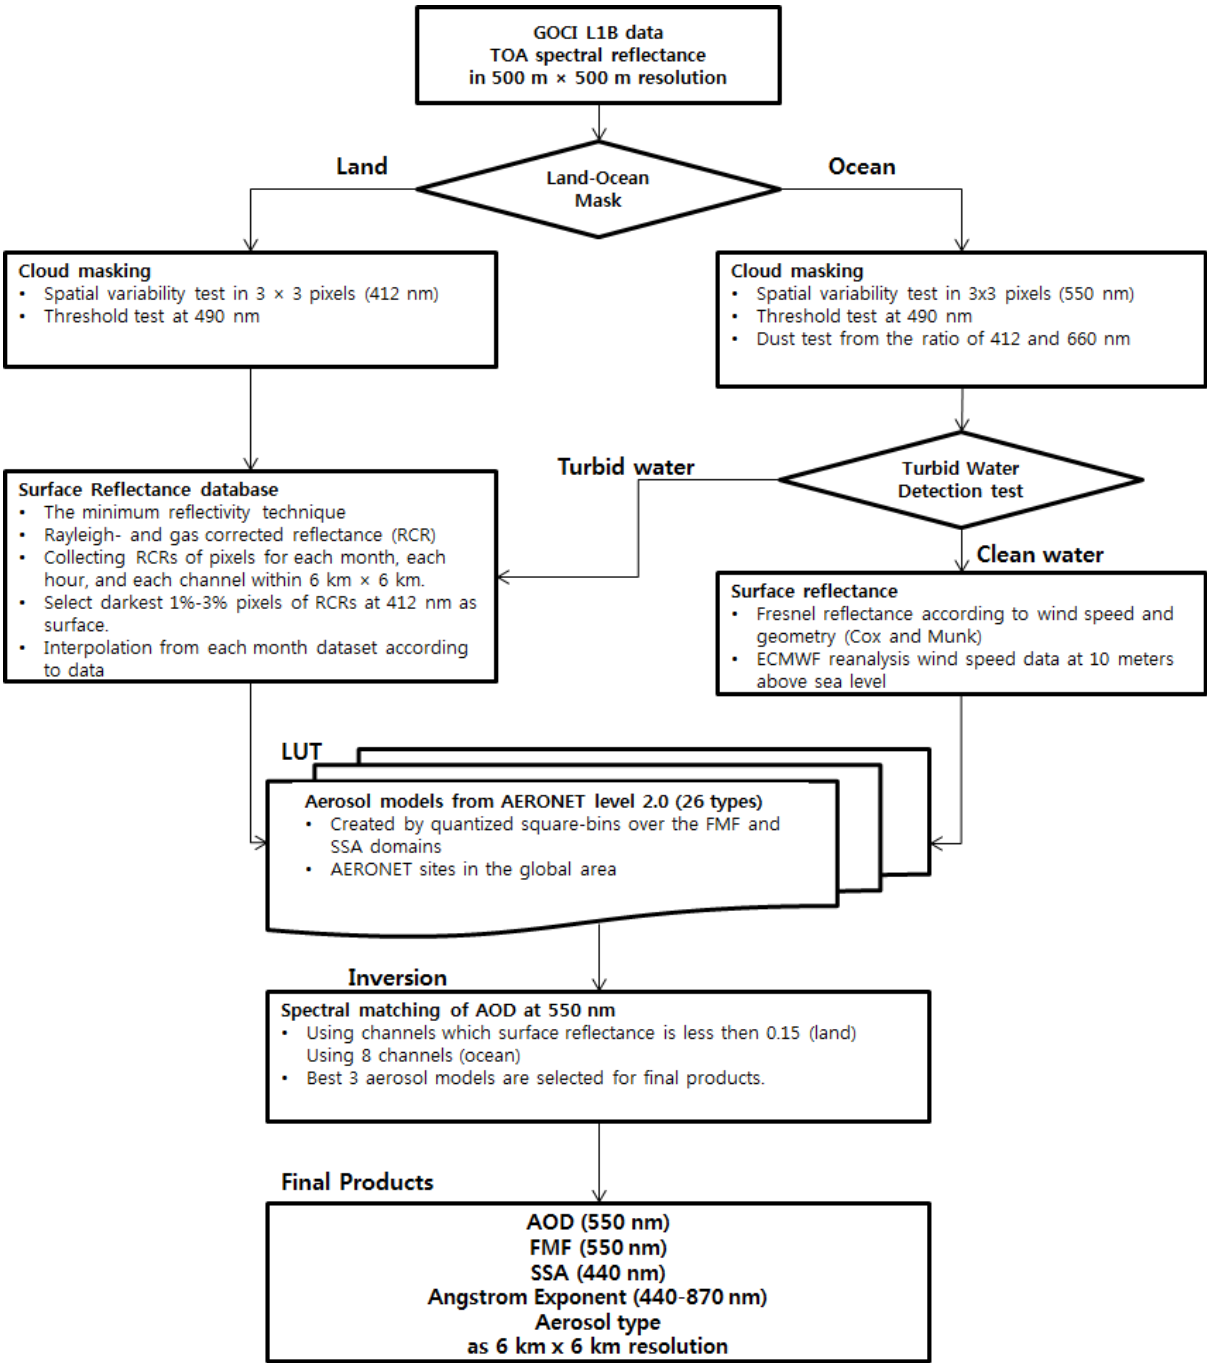 GOCI L1B data
TOA spectral reflectance
in 500 m × 500 m resolution
Land
Ocean
Land-Ocean
Mask
Cloud masking
• Spatial variability test in 3 × 3 pixels (412 nm)
• Threshold test at 490 nm
Cloud masking
• Spatial variability test in 3x3 pixels (550 nm)
• Threshold test at 490 nm
• Dust test from the ratio of 412 and 660 nm
Turbid water
Turbid Water
Detection test
Clean water
Surface Reflectance database
• The minimum reflectivity technique
• Rayleigh- and gas corrected reflectance (RCR)
• Collecting RCRs of pixels for each month, each
hour, and each channel within 6 km × 6 km.
• Select darkest 1%-3% pixels of RCRs at 412 nm as
surface.
• Interpolation from each month dataset according
to data
Surface reflectance
• Fresnel reflectance according to wind speed and
geometry (Cox and Munk)
• ECMWF reanalysis wind speed data at 10 meters
above sea level
LUT
Aerosol models from AERONET level 2.0 (26 types)
• Created by quantized square-bins over the FMF and
SSA domains
• AERONET sites in the global area
Inversion
Spectral matching of AOD at 550 nm
• Using channels which surface reflectance is less then 0.15 (land)
Using 8 channels (ocean)
• Best 3 aerosol models are selected for final products.
Final Products
AOD (550 nm)
FMF (550 nm)
SSA (440 nm)
Angstrom Exponent (440-870 nm)
Aerosol type
as 6 km x 6 km resolution